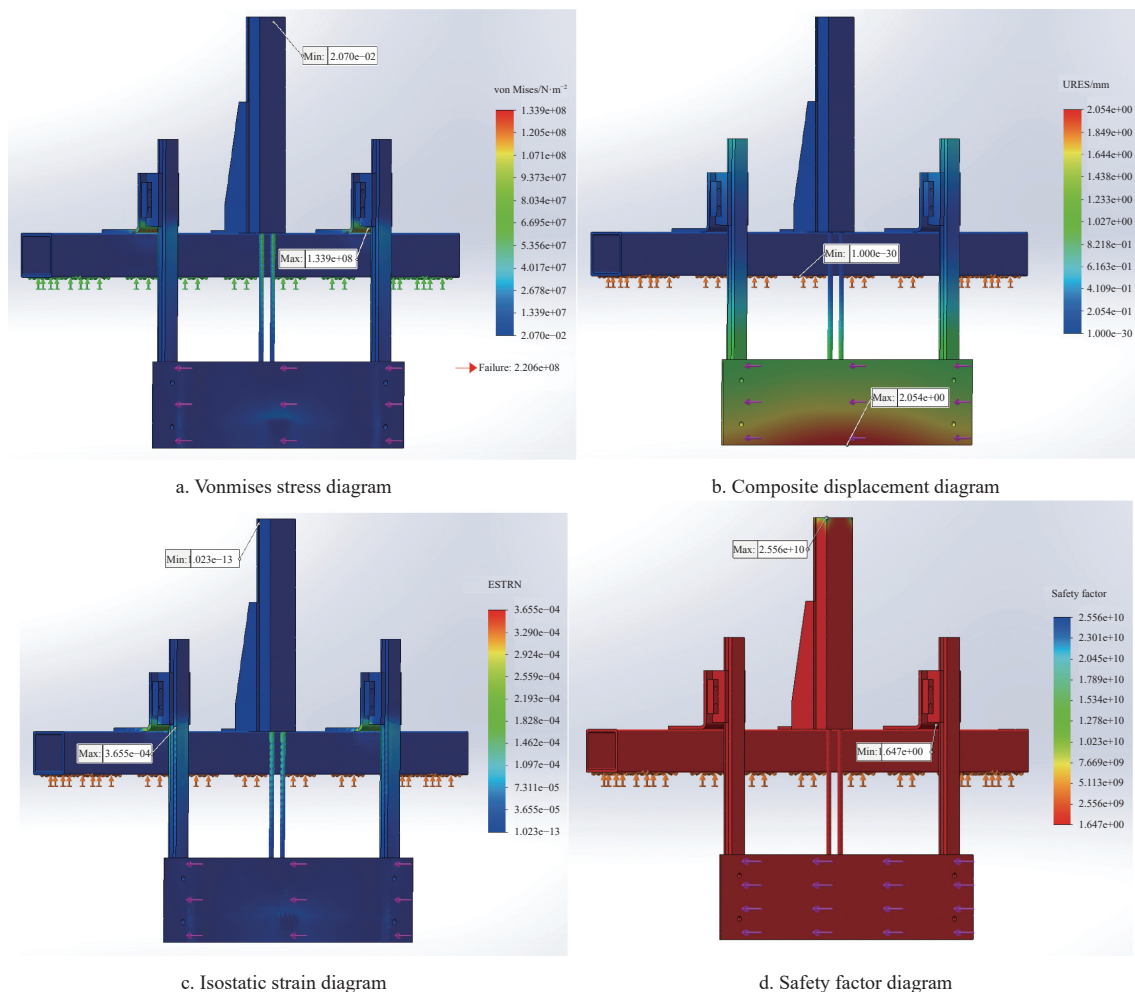 Min: 2.070e−02
von Mises/N·m⁻²
1.339e+08
1.205e+08
1.071e+08
9.373e+07
8.034e+07
6.695e+07
5.356e+07
4.017e+07
2.678e+07
1.339e+07
2.070e−02
Max: 1.339e+08
Failure: 2.206e+08
a. Vonmises stress diagram
URES/mm
2.054e+00
1.849e+00
1.644e+00
1.438e+00
1.232e+00
1.027e+00
8.218e−01
6.163e−01
4.109e−01
2.054e−01
1.000e−30
Min: 1.000e−30
Max: 2.054e+00
b. Composite displacement diagram
Min: 1.023e−13
ESTRN
3.655e−04
3.290e−04
2.924e−04
2.559e−04
2.193e−04
1.828e−04
1.462e−04
1.097e−04
7.311e−05
3.655e−05
1.023e−13
Max: 3.655e−04
c. Isostatic strain diagram
Max: 2.556e+10
Safety factor
2.556e+10
2.301e+10
2.045e+10
1.789e+10
1.534e+10
1.278e+10
1.023e+10
7.669e+09
5.113e+09
2.556e+09
1.647e+00
Min: 1.647e+00
d. Safety factor diagram